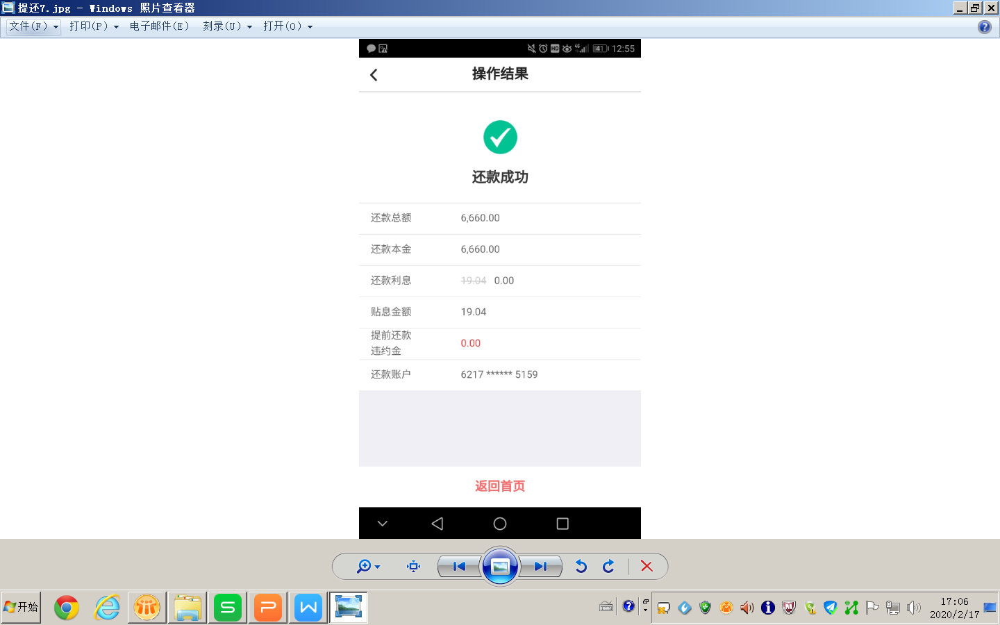 提还7.jpg - Windows 照片查看器
文件(F) 打印(P) 电子邮件(E) 刻录(U) 打开(O)
HD 4G 41 12:55
操作结果
还款成功
还款总额 6,660.00
还款本金 6,660.00
还款利息 19.04 0.00
贴息金额 19.04
提前还款
违约金 0.00
还款账户 6217 ****** 5159
返回首页
开始
S P W
17:06
2020/2/17